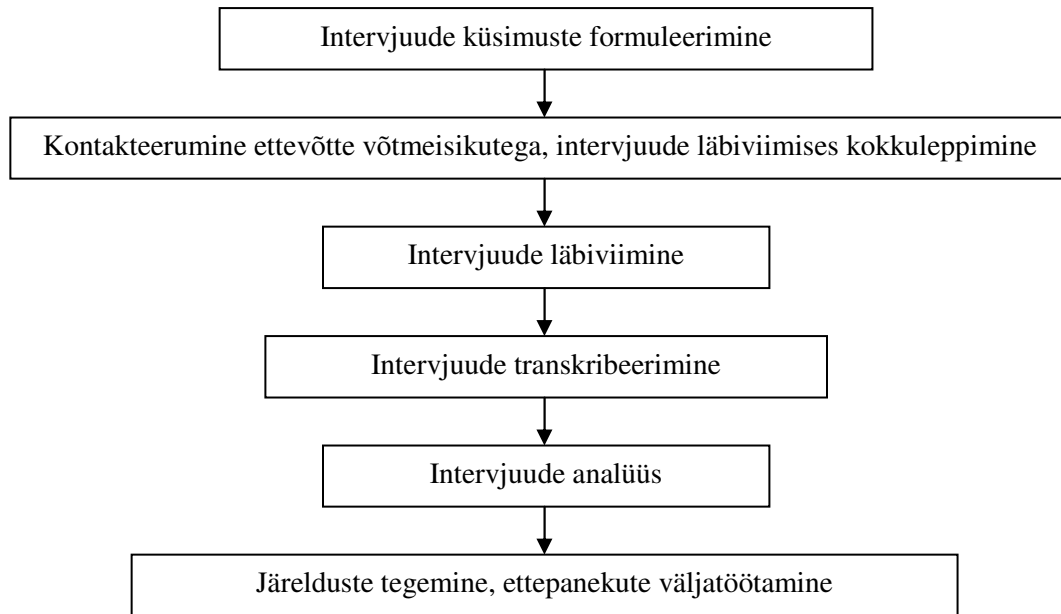 Intervjuude küsimuste formuleerimine
Kontakteerumine ettevõtte võtmeisikutega, intervjuude läbiviimises kokkuleppimine
Intervjuude läbiviimine
Intervjuude transkribeerimine
Intervjuude analüüs
Järelduste tegemine, ettepanekute väljatöötamine